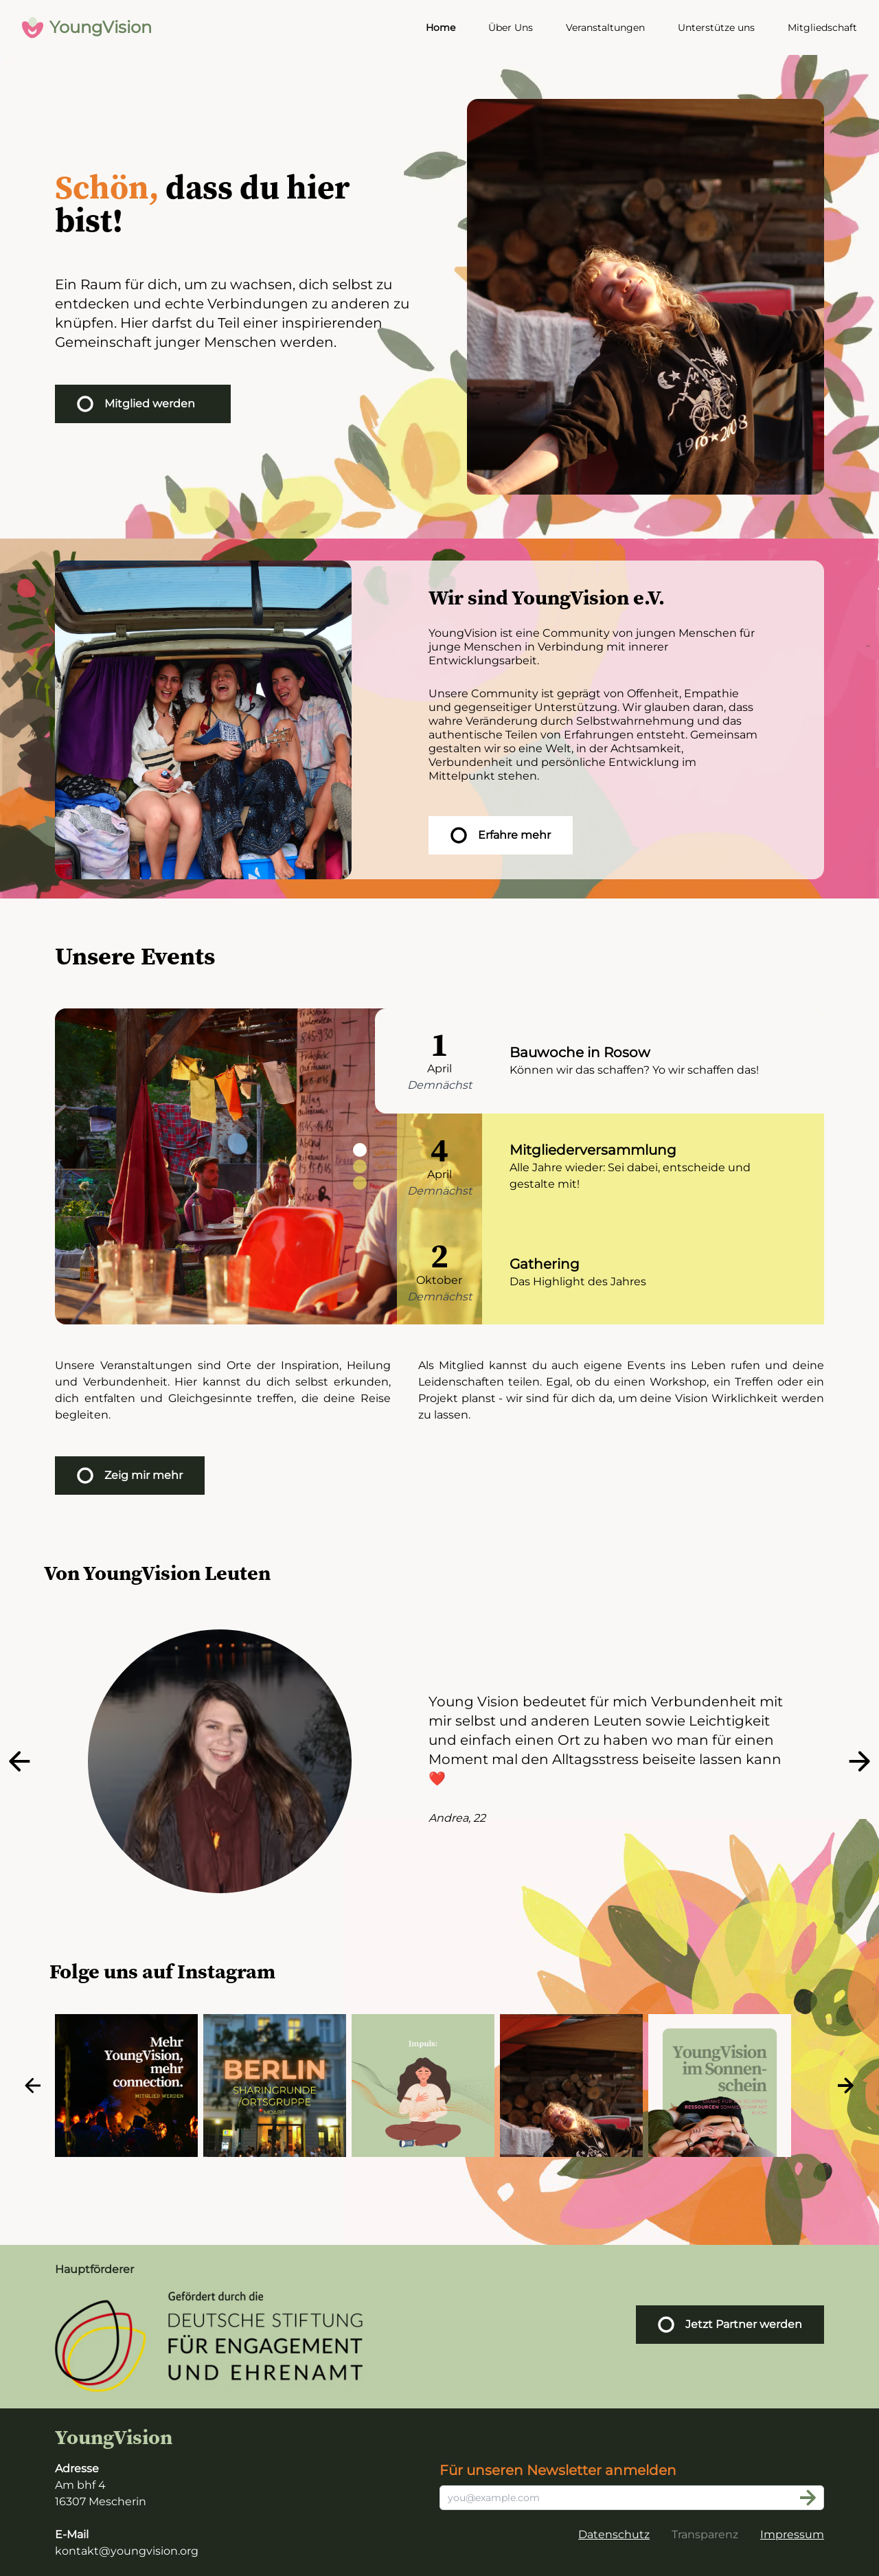 YoungVision
Home Über Uns Veranstaltungen Unterstütze uns Mitgliedschaft
Schön, dass du hier
bist!
Ein Raum für dich, um zu wachsen, dich selbst zu
entdecken und echte Verbindungen zu anderen zu
knüpfen. Hier darfst du Teil einer inspirierenden
Gemeinschaft junger Menschen werden.
Mitglied werden
Wir sind YoungVision e.V.
YoungVision ist eine Community von jungen Menschen für
junge Menschen in Verbindung mit innerer
Entwicklungsarbeit.
Unsere Community ist geprägt von Offenheit, Empathie
und gegenseitiger Unterstützung. Wir glauben daran, dass
wahre Veränderung durch Selbstwahrnehmung und das
authentische Teilen von Erfahrungen entsteht. Gemeinsam
gestalten wir so eine Welt, in der Achtsamkeit,
Verbundenheit und persönliche Entwicklung im
Mittelpunkt stehen.
Erfahre mehr
Unsere Events
1
April
Demnächst
Bauwoche in Rosow
Können wir das schaffen? Yo wir schaffen das!
4
April
Demnächst
Mitgliederversammlung
Alle Jahre wieder: Sei dabei, entscheide und
gestalte mit!
2
Oktober
Demnächst
Gathering
Das Highlight des Jahres
Unsere Veranstaltungen sind Orte der Inspiration, Heilung
und Verbundenheit. Hier kannst du dich selbst erkunden,
dich entfalten und Gleichgesinnte treffen, die deine Reise
begleiten.
Als Mitglied kannst du auch eigene Events ins Leben rufen und deine
Leidenschaften teilen. Egal, ob du einen Workshop, ein Treffen oder ein
Projekt planst - wir sind für dich da, um deine Vision Wirklichkeit werden
zu lassen.
Zeig mir mehr
Von YoungVision Leuten
Young Vision bedeutet für mich Verbundenheit mit
mir selbst und anderen Leuten sowie Leichtigkeit
und einfach einen Ort zu haben wo man für einen
Moment mal den Alltagsstress beiseite lassen kann
❤️
Andrea, 22
Folge uns auf Instagram
Mehr
YoungVision,
mehr
connection.
MITGLIED WERDEN
BERLIN
SHARINGRUNDE
/ORTSGRUPPE
Impuls:
YoungVision
im Sonnen-
schein
RESSOURCEN
Hauptförderer
Gefördert durch die
DEUTSCHE STIFTUNG
FÜR ENGAGEMENT
UND EHRENAMT
Jetzt Partner werden
YoungVision
Adresse
Am bhf 4
16307 Mescherin
E-Mail
kontakt@youngvision.org
Für unseren Newsletter anmelden
you@example.com
Datenschutz Transparenz Impressum